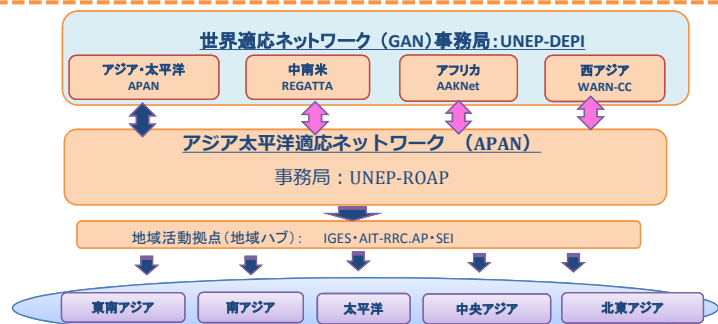 世界適応ネットワーク (GAN)事務局:UNEP-DEPI
アジア・太平洋
APAN
中南米
REGATTA
アフリカ
AAKNet
西アジア
WARN-CC
アジア太平洋適応ネットワーク (APAN)
事務局：UNEP-ROAP
地域活動拠点(地域ハブ)： IGES・AIT-RRC.AP・SEI
東南アジア
南アジア
太平洋
中央アジア
北東アジア